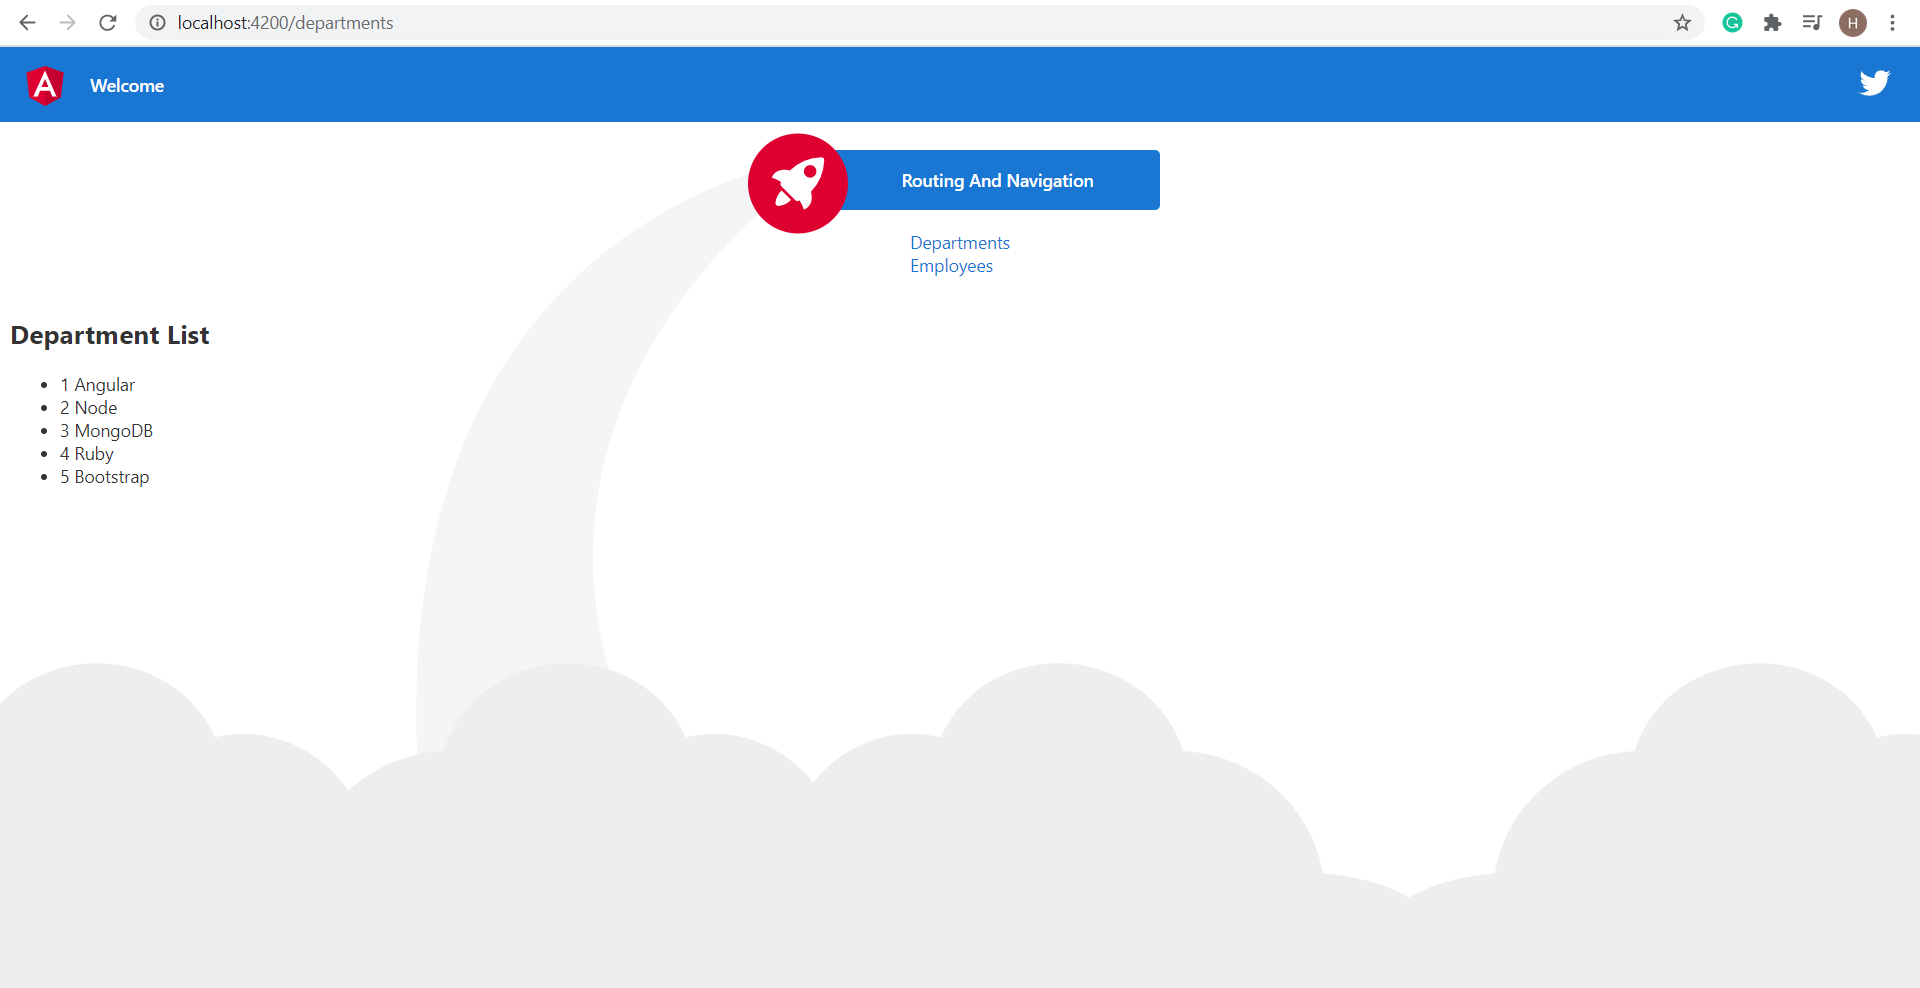 localhost:4200/departments
H
A
Welcome
Routing And Navigation
Departments
Employees
Department List
• 1 Angular
• 2 Node
• 3 MongoDB
• 4 Ruby
• 5 Bootstrap